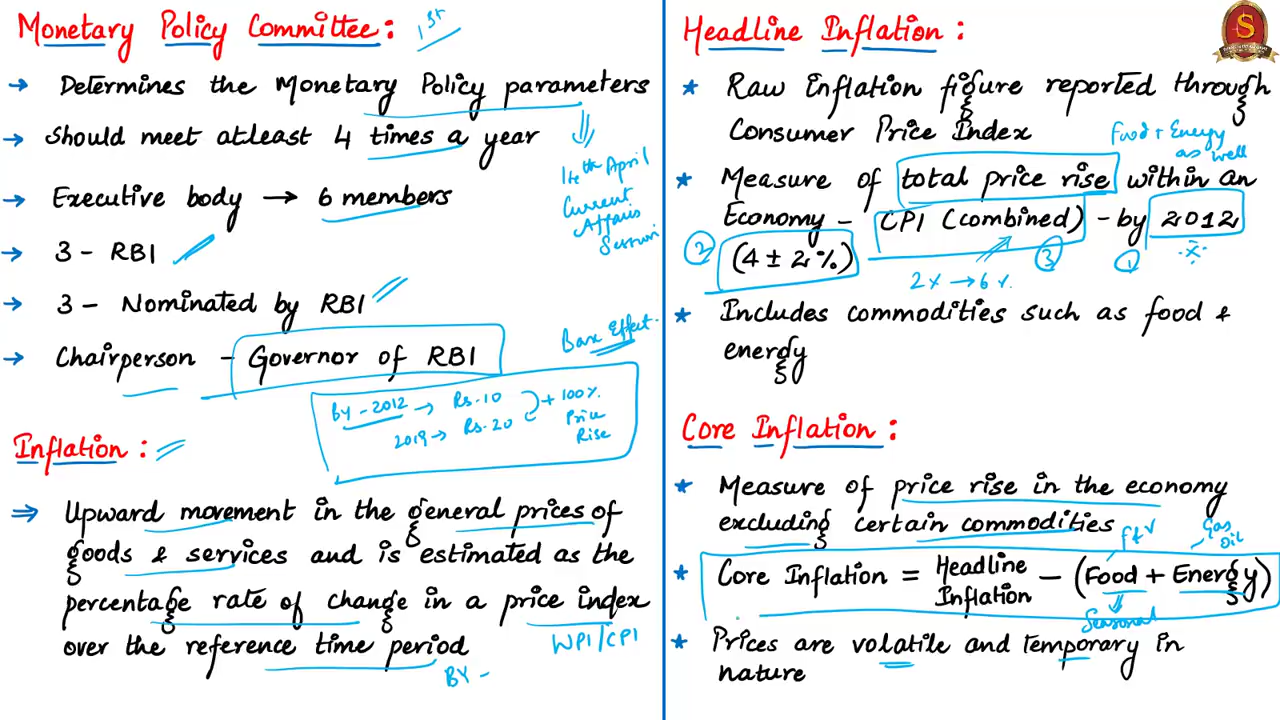 Monetary Policy Committee: 1st
→ Determines the Monetary Policy parameters
→ Should meet atleast 4 times a year
14th April
Current
Affairs
→ Executive body → 6 members
→ 3 - RBI
→ 3 - Nominated by RBI
→ Chairperson - Governor of RBI
Base Effect
BY - 2012 → Rs.10
2019 → Rs.20
+ 100%
Price
Rise
Inflation:
⇒ Upward movement in the general prices of
goods & services and is estimated as the
percentage rate of change in a price index
over the reference time period
WPI/CPI
BY -
Headline Inflation:
★ Raw Inflation figure reported through
Consumer Price Index
Food + Energy
as well
★ Measure of total price rise within an
Economy - CPI (combined) - by 2012
② (4 ± 2%) ③ ①
2% → 6%
★ Includes commodities such as food &
energy
Core Inflation:
★ Measure of price rise in the economy
excluding certain commodities
Gas
Oil
★ Core Inflation = Headline Inflation - (Food + Energy)
Seasonal
★ Prices are volatile and temporary in
nature
S